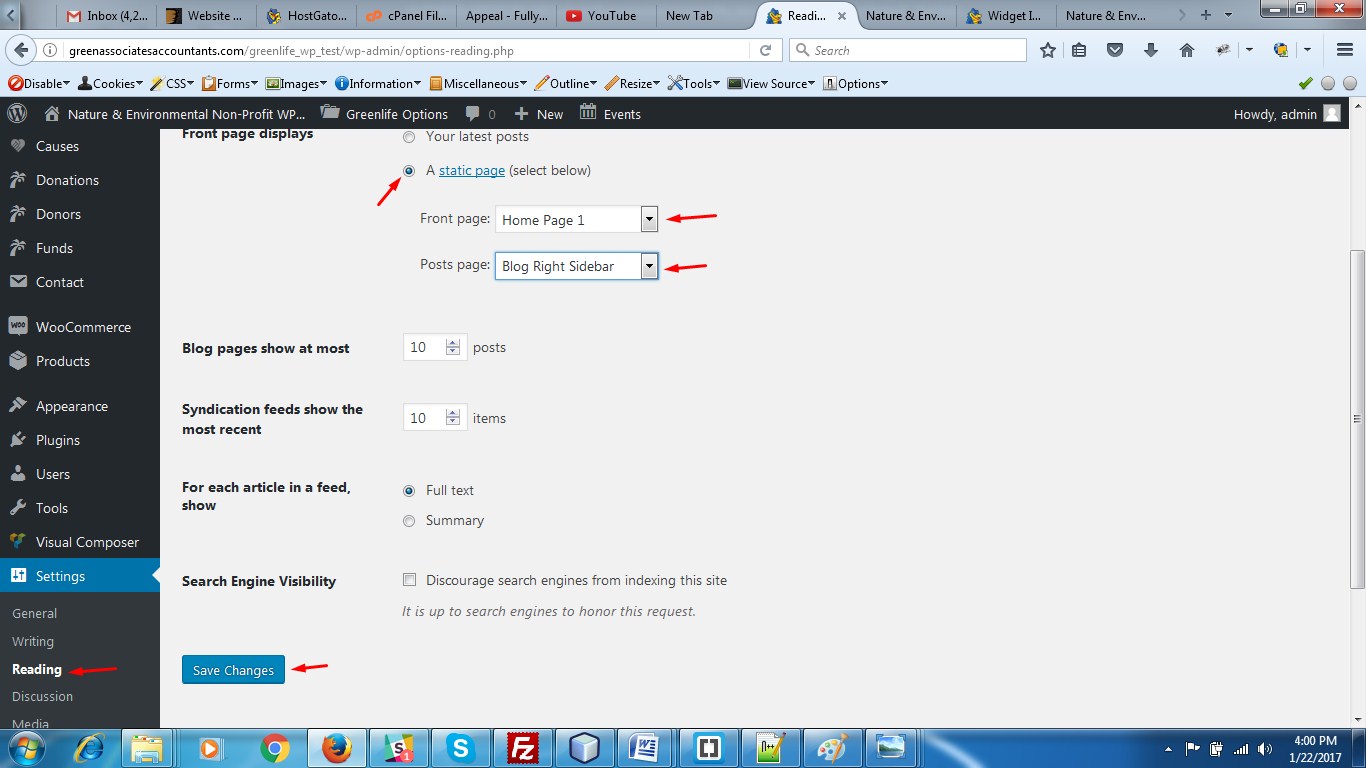 Inbox (4,2... Website ... HostGato... cPanel Fil... Appeal - Fully... YouTube New Tab Readi... Nature & Env... Widget I... Nature & Env...
greenassociatesaccountants.com/greenlife_wp_test/wp-admin/options-reading.php Search
Disable Cookies CSS Forms Images Information Miscellaneous Outline Resize Tools View Source Options
Nature & Environmental Non-Profit WP... Greenlife Options 0 New Events Howdy, admin
Causes
Donations
Donors
Funds
Contact
WooCommerce
Products
Appearance
Plugins
Users
Tools
Visual Composer
Settings
General
Writing
Reading
Discussion
Media
Front page displays
Your latest posts
A static page (select below)
Front page: Home Page 1
Posts page: Blog Right Sidebar
Blog pages show at most 10 posts
Syndication feeds show the
most recent
10 items
For each article in a feed,
show
Full text
Summary
Search Engine Visibility
Discourage search engines from indexing this site
It is up to search engines to honor this request.
Save Changes
4:00 PM
1/22/2017